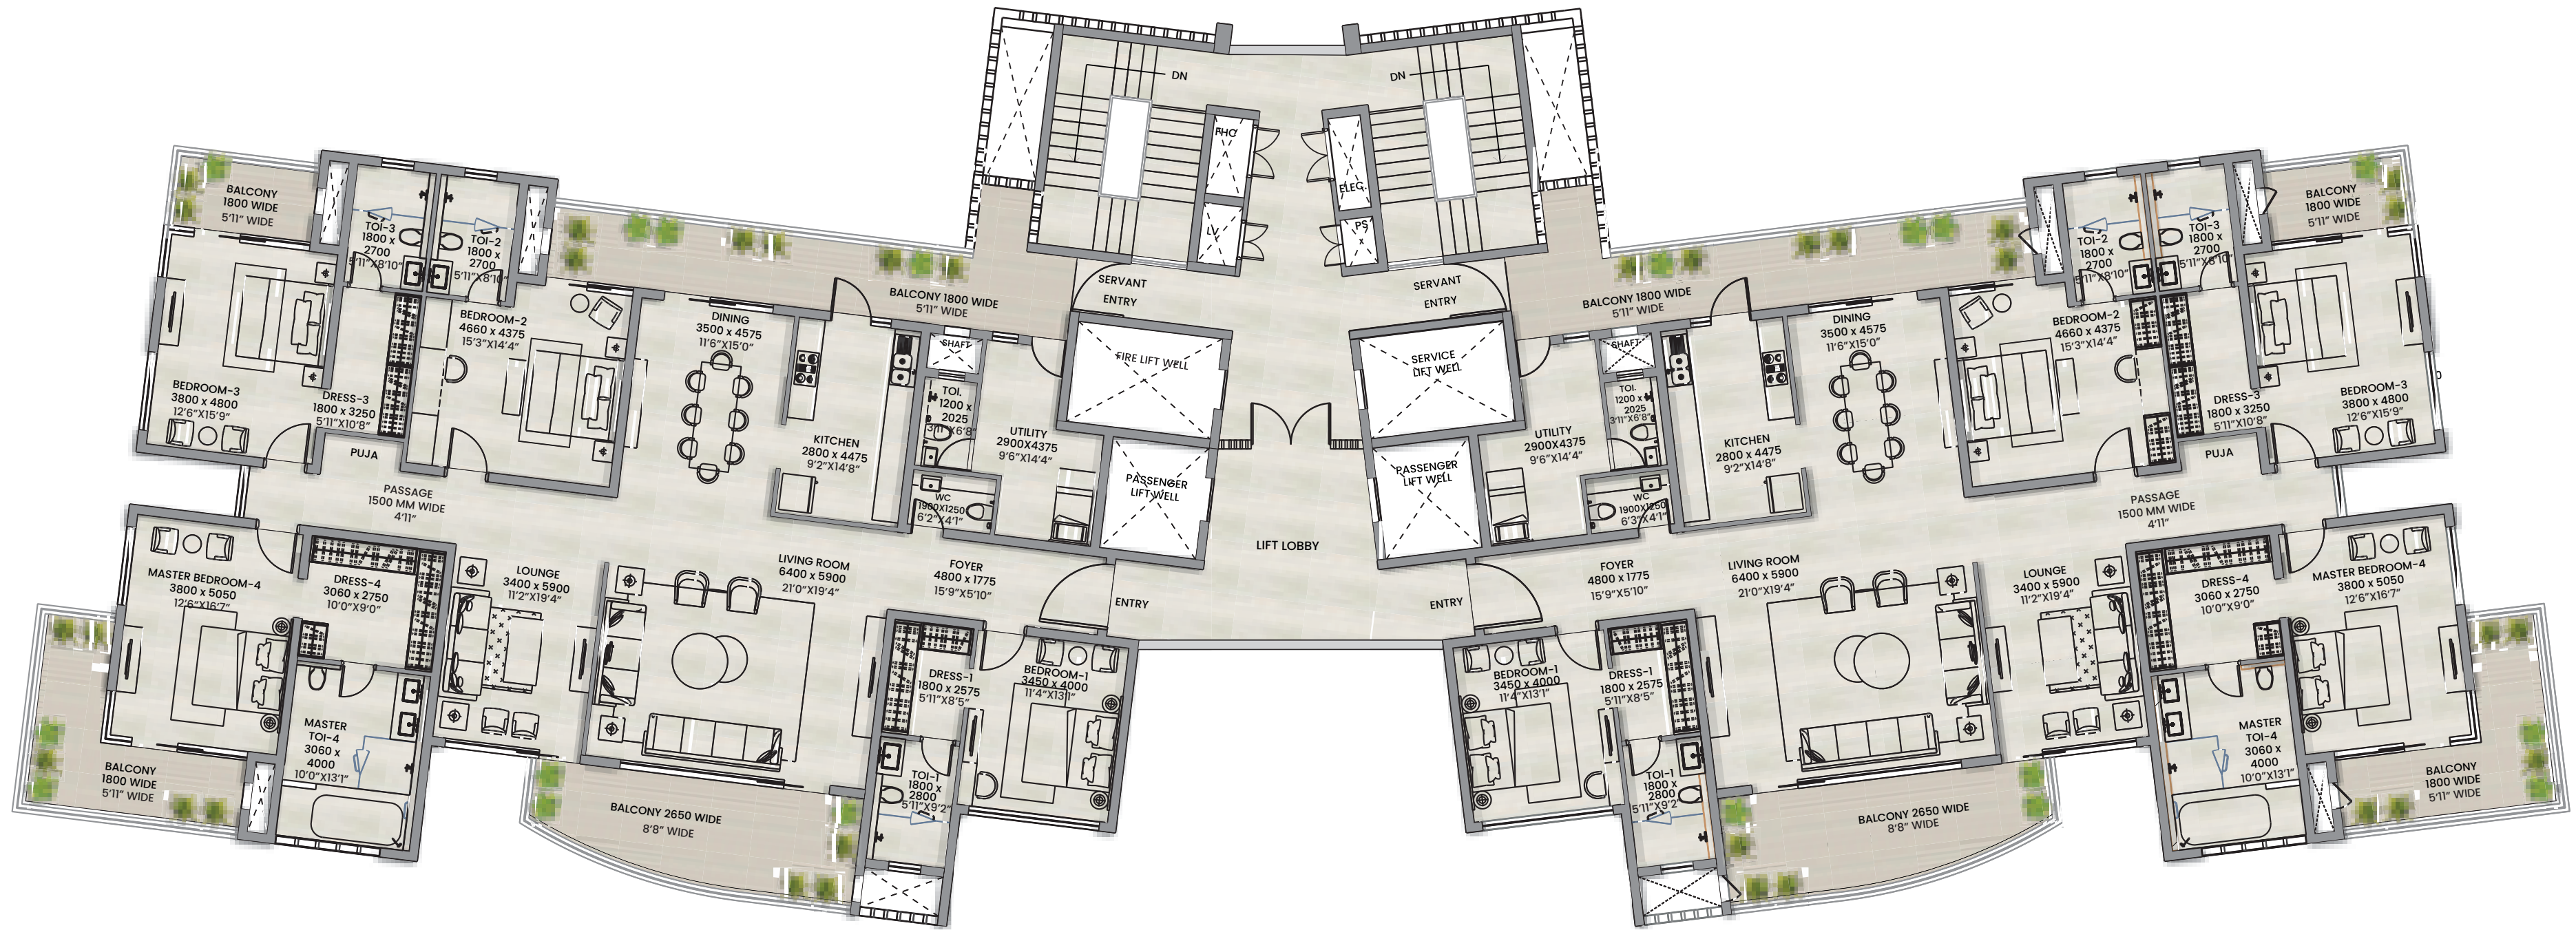 DN
DN
FHC
ELEC.
LV
PS
SERVANT
ENTRY
SERVANT
ENTRY
BALCONY
1800 WIDE
5'11" WIDE
TOI-3
1800 x
2700
5'11"X8'10"
TOI-2
1800 x
2700
5'11"X8'10"
BALCONY 1800 WIDE
5'11" WIDE
BEDROOM-2
4660 x 4375
15'3"X14'4"
DINING
3500 x 4575
11'6"X15'0"
SHAFT
FIRE LIFT WELL
BEDROOM-3
3800 x 4800
12'6"X15'9"
DRESS-3
1800 x 3250
5'11"X10'8"
TOI.
1200 x
2025
3'11"X6'8"
KITCHEN
2800 x 4475
9'2"X14'8"
UTILITY
2900X4375
9'6"X14'4"
PUJA
PASSAGE
1500 MM WIDE
4'11"
WC
1900X1250
6'2"X4'1"
PASSENGER
LIFT WELL
LIFT LOBBY
MASTER BEDROOM-4
3800 x 5050
12'6"X16'7"
DRESS-4
3060 x 2750
10'0"X9'0"
LOUNGE
3400 x 5900
11'2"X19'4"
LIVING ROOM
6400 x 5900
21'0"X19'4"
FOYER
4800 x 1775
15'9"X5'10"
ENTRY
DRESS-1
1800 x 2575
5'11"X8'5"
BEDROOM-1
3450 x 4000
11'4"X13'1"
MASTER
TOI-4
3060 x
4000
10'0"X13'1"
BALCONY
1800 WIDE
5'11" WIDE
BALCONY 2650 WIDE
8'8" WIDE
TOI-1
1800 x
2800
5'11"X9'2"
BALCONY 1800 WIDE
5'11" WIDE
TOI-2
1800 x
2700
5'11"X8'10"
TOI-3
1800 x
2700
5'11"X8'10"
BALCONY
1800 WIDE
5'11" WIDE
SERVICE
LIFT WELL
SHAFT
DINING
3500 x 4575
11'6"X15'0"
BEDROOM-2
4660 x 4375
15'3"X14'4"
TOI.
1200 x
2025
3'11"X6'8"
DRESS-3
1800 x 3250
5'11"X10'8"
BEDROOM-3
3800 x 4800
12'6"X15'9"
UTILITY
2900X4375
9'6"X14'4"
KITCHEN
2800 x 4475
9'2"X14'8"
PUJA
PASSENGER
LIFT WELL
WC
1900X1250
6'3"X4'1"
PASSAGE
1500 MM WIDE
4'11"
ENTRY
FOYER
4800 x 1775
15'9"X5'10"
LIVING ROOM
6400 x 5900
21'0"X19'4"
LOUNGE
3400 x 5900
11'2"X19'4"
DRESS-4
3060 x 2750
10'0"X9'0"
MASTER BEDROOM-4
3800 x 5050
12'6"X16'7"
BEDROOM-1
3450 x 4000
11'4"X13'1"
DRESS-1
1800 x 2575
5'11"X8'5"
MASTER
TOI-4
3060 x
4000
10'0"X13'1"
TOI-1
1800 x
2800
5'11"X9'2"
BALCONY 2650 WIDE
8'8" WIDE
BALCONY
1800 WIDE
5'11" WIDE